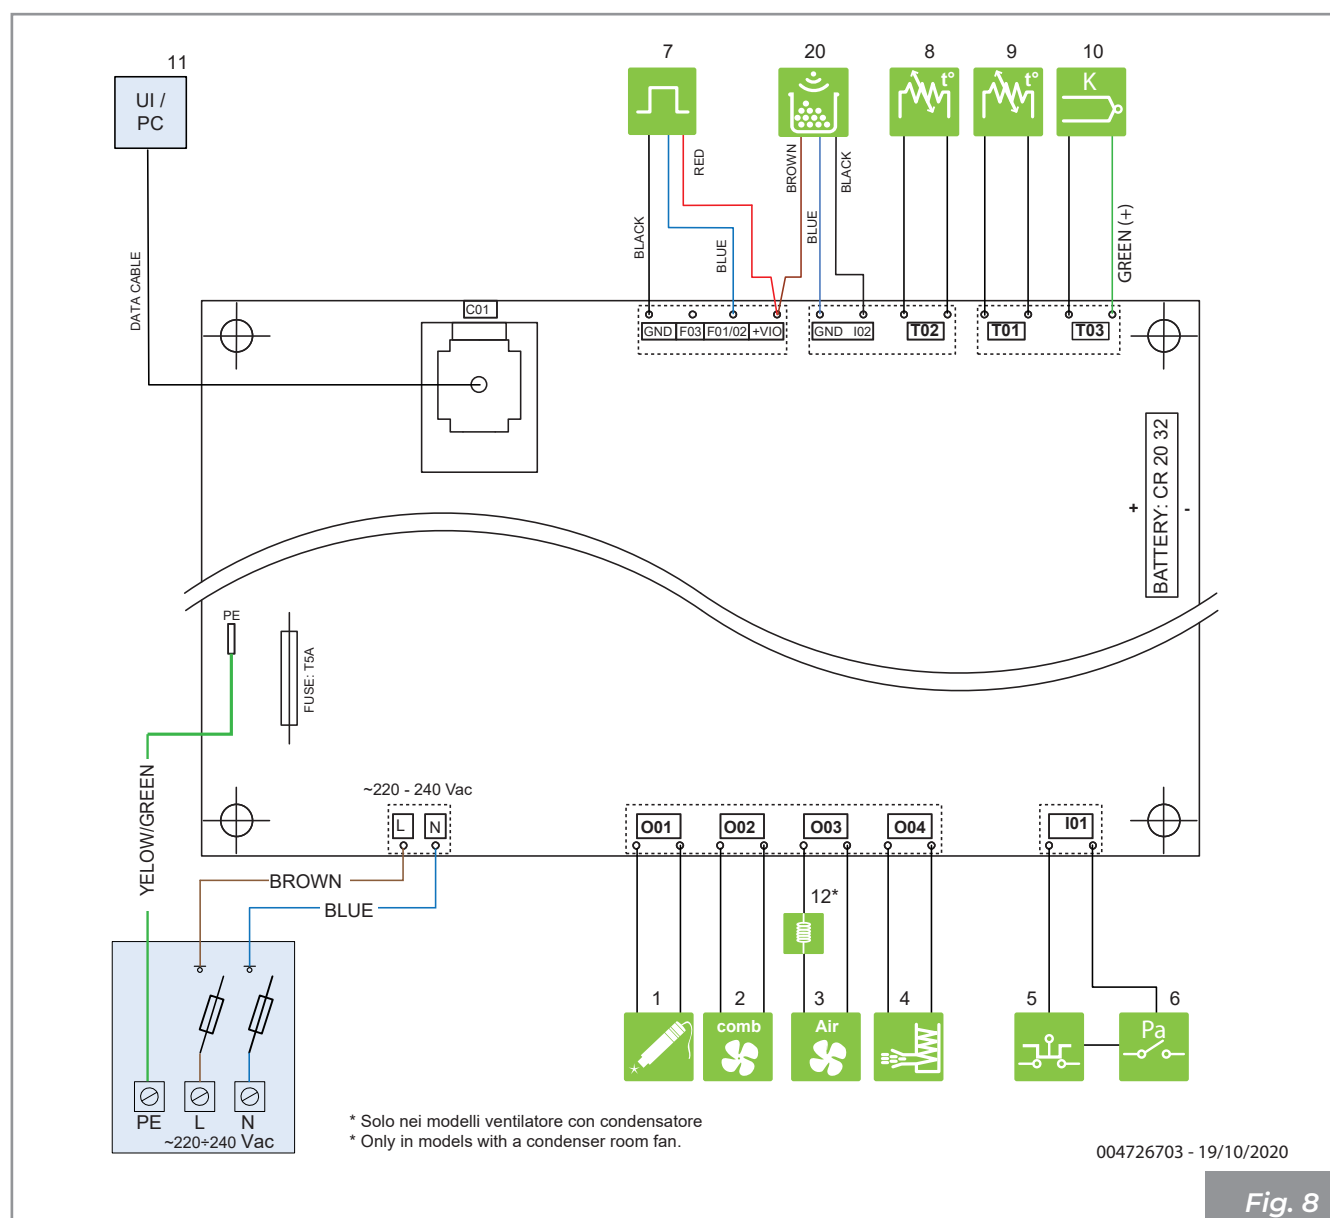 11
7
20
8
9
10
UI /
PC
t°
t°
K
DATA CABLE
BLACK
BLUE
RED
BROWN
BLUE
BLACK
GREEN (+)
C01
GND
F03
F01/02
+VIO
GND
I02
T02
T01
T03
BATTERY: CR 20 32
+
-
PE
FUSE: T5A
YELOW/GREEN
~220 - 240 Vac
L
N
O01
O02
O03
O04
I01
BROWN
BLUE
12*
1
2
3
4
5
6
comb
Air
Pa
PE
L
N
~220÷240 Vac
* Solo nei modelli ventilatore con condensatore
* Only in models with a condenser room fan.
004726703 - 19/10/2020
Fig. 8